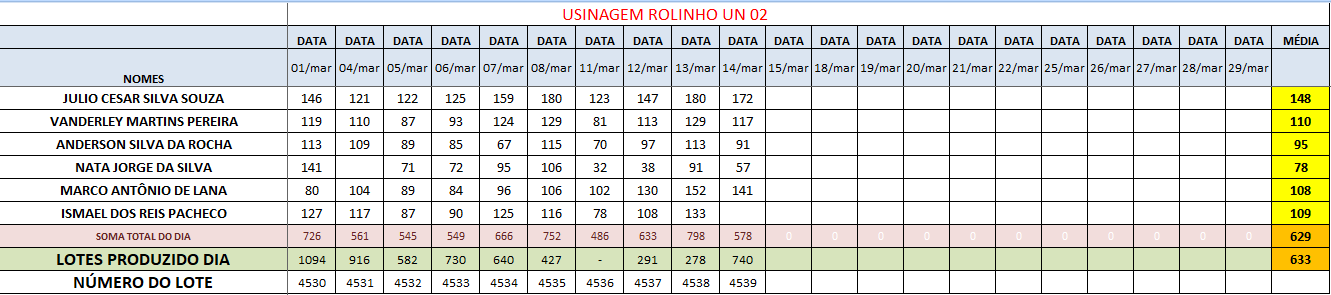 USINAGEM ROLINHO UN 02
DATA DATA DATA DATA DATA DATA DATA DATA DATA DATA DATA DATA DATA DATA DATA DATA DATA DATA DATA DATA MÉDIA
NOMES 01/mar 04/mar 05/mar 06/mar 07/mar 08/mar 11/mar 12/mar 13/mar 14/mar 15/mar 18/mar 19/mar 20/mar 21/mar 22/mar 25/mar 26/mar 27/mar 28/mar 29/mar
JULIO CESAR SILVA SOUZA 146 121 122 125 159 180 123 147 180 172 148
VANDERLEY MARTINS PEREIRA 119 110 87 93 124 129 81 113 129 117 110
ANDERSON SILVA DA ROCHA 113 109 89 85 67 115 70 97 113 91 95
NATA JORGE DA SILVA 141 71 72 95 106 32 38 91 57 78
MARCO ANTÔNIO DE LANA 80 104 89 84 96 106 102 130 152 141 108
ISMAEL DOS REIS PACHECO 127 117 87 90 125 116 78 108 133 109
SOMA TOTAL DO DIA 726 561 545 549 666 752 486 633 798 578 0 0 0 0 0 0 0 0 0 0 0 629
LOTES PRODUZIDO DIA 1094 916 582 730 640 427 - 291 278 740 633
NÚMERO DO LOTE 4530 4531 4532 4533 4534 4535 4536 4537 4538 4539